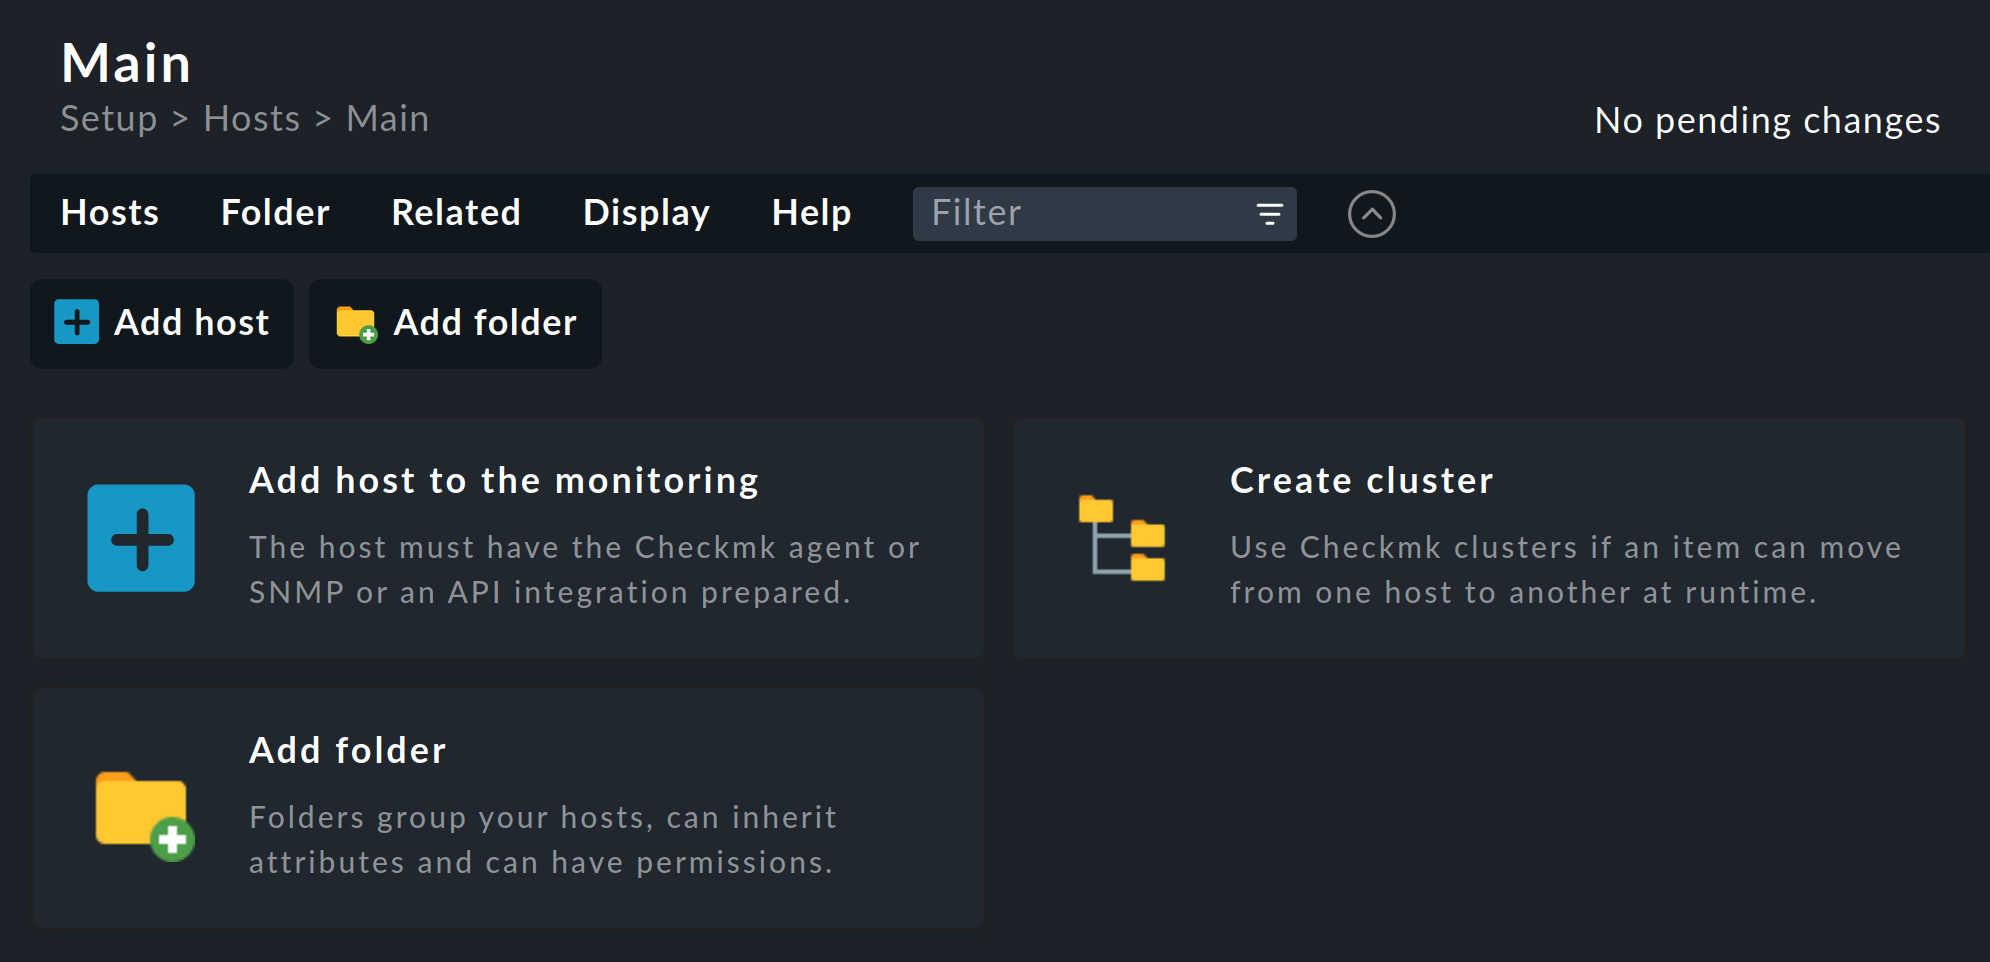 Main
Setup > Hosts > Main
No pending changes
Hosts Folder Related Display Help Filter
Add host Add folder
Add host to the monitoring
The host must have the Checkmk agent or
SNMP or an API integration prepared.
Create cluster
Use Checkmk clusters if an item can move
from one host to another at runtime.
Add folder
Folders group your hosts, can inherit
attributes and can have permissions.